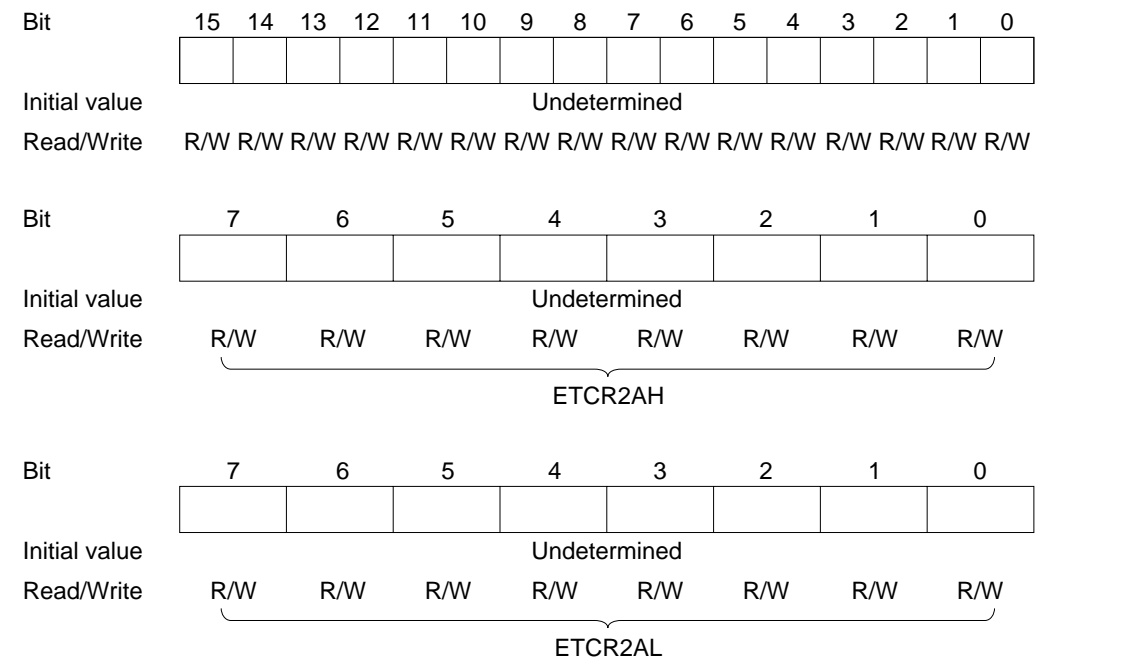 Bit 15 14 13 12 11 10 9 8 7 6 5 4 3 2 1 0
Initial value Undetermined
Read/Write R/W R/W R/W R/W R/W R/W R/W R/W R/W R/W R/W R/W R/W R/W R/W R/W
Bit 7 6 5 4 3 2 1 0
Initial value Undetermined
Read/Write R/W R/W R/W R/W R/W R/W R/W R/W
ETCR2AH
Bit 7 6 5 4 3 2 1 0
Initial value Undetermined
Read/Write R/W R/W R/W R/W R/W R/W R/W R/W
ETCR2AL